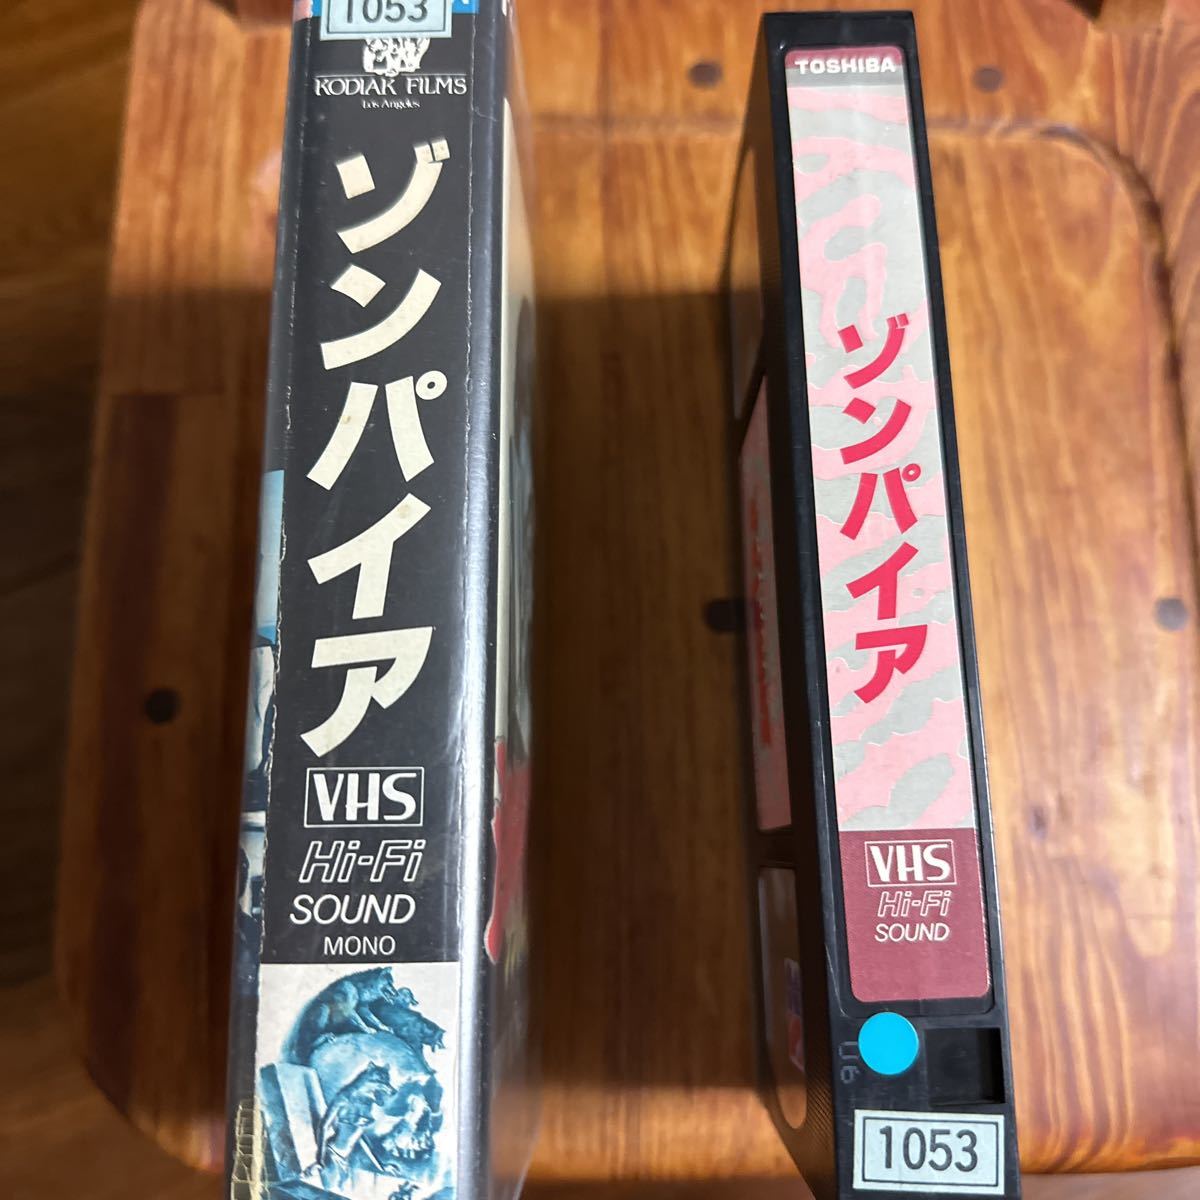 1053
KODIAK FILMS
Los Angeles
ゾンパイア
VHS
Hi-Fi
SOUND
MONO
TOSHIBA
ゾンパイア
VHS
Hi-Fi
SOUND
U6
1053